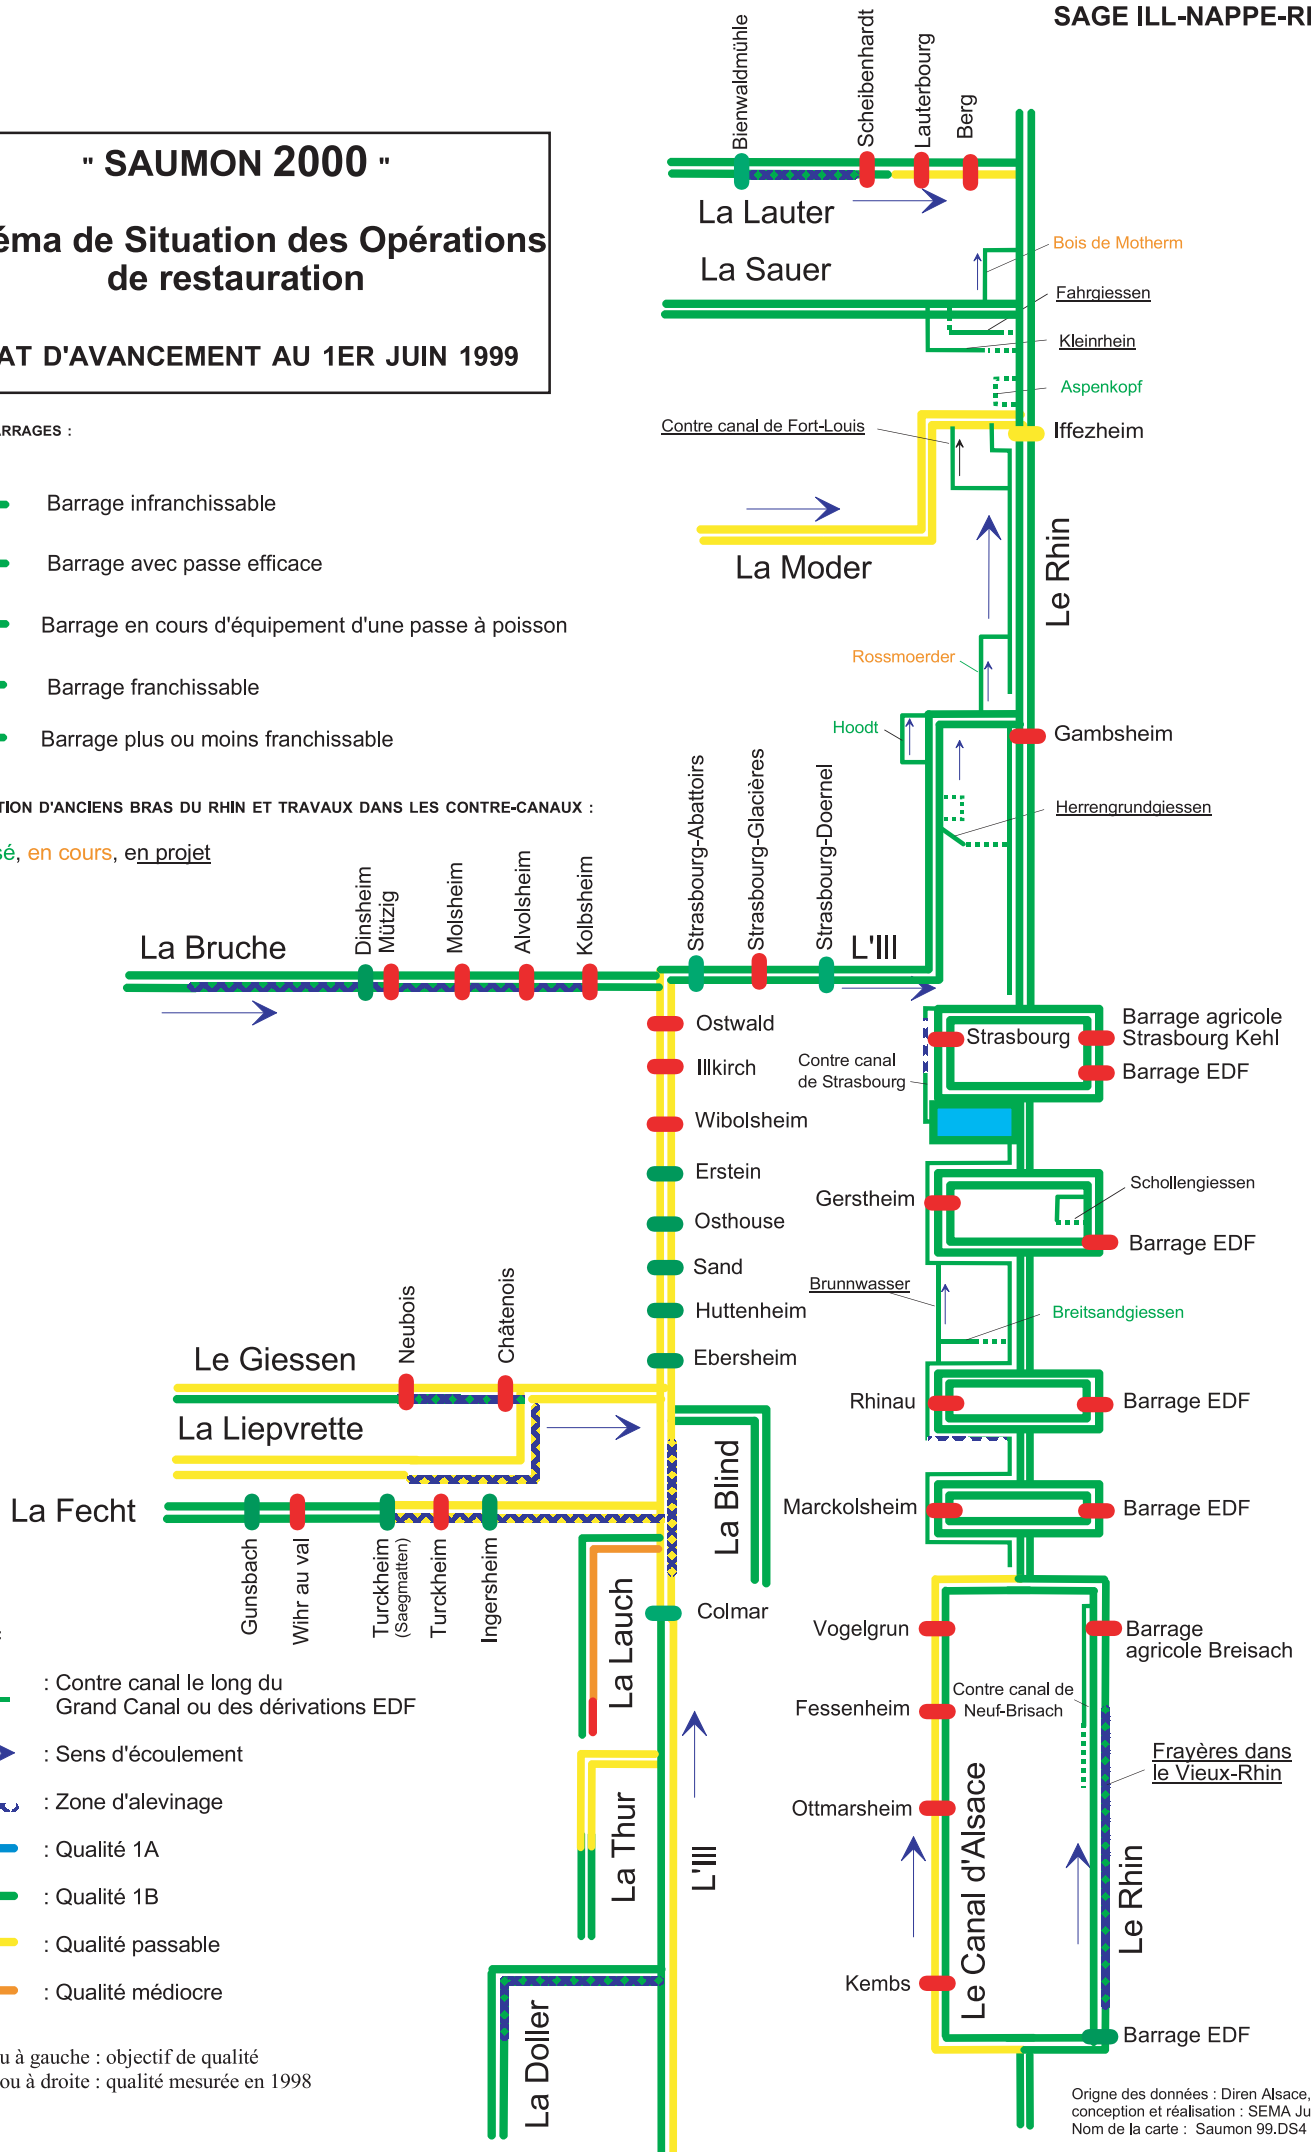 SAGE ILL-NAPPE-RI
" SAUMON 2000 "
éma de Situation des Opérations
de restauration
AT D'AVANCEMENT AU 1ER JUIN 1999
ARRAGES :
Barrage infranchissable
Barrage avec passe efficace
Barrage en cours d'équipement d'une passe à poisson
Barrage franchissable
Barrage plus ou moins franchissable
TION D'ANCIENS BRAS DU RHIN ET TRAVAUX DANS LES CONTRE-CANAUX :
sé, en cours, en projet
Bienwaldmühle
Scheibenhardt
Lauterbourg
Berg
La Lauter
La Sauer
Bois de Motherm
Fahrgiessen
Kleinrhein
Aspenkopf
Contre canal de Fort-Louis
Iffezheim
La Moder
Le Rhin
Rossmoerder
Hoodt
Gambsheim
Herrengrundgiessen
La Bruche
Dinsheim
Mützig
Molsheim
Alvolsheim
Kolbsheim
Strasbourg-Abattoirs
Strasbourg-Glacières
Strasbourg-Doernel
L'Ill
Ostwald
Illkirch
Wibolsheim
Erstein
Osthouse
Sand
Huttenheim
Ebersheim
Contre canal
de Strasbourg
Strasbourg
Barrage agricole
Strasbourg Kehl
Barrage EDF
Gerstheim
Schollengiessen
Barrage EDF
Brunnwasser
Breitsandgiessen
Rhinau
Barrage EDF
Marckolsheim
Barrage EDF
Le Giessen
Neubois
Châtenois
La Liepvrette
La Fecht
Gunsbach
Wihr au val
Turckheim
(Saegmatten)
Turckheim
Ingersheim
La Blind
La Lauch
Colmar
La Thur
L'Ill
La Doller
Vogelgrun
Barrage
agricole Breisach
Fessenheim
Contre canal de
Neuf-Brisach
Frayères dans
le Vieux-Rhin
Ottmarsheim
Le Canal d'Alsace
Le Rhin
Kembs
Barrage EDF
:
: Contre canal le long du
Grand Canal ou des dérivations EDF
: Sens d'écoulement
: Zone d'alevinage
: Qualité 1A
: Qualité 1B
: Qualité passable
: Qualité médiocre
u à gauche : objectif de qualité
ou à droite : qualité mesurée en 1998
Origne des données : Diren Alsace,
conception et réalisation : SEMA Ju
Nom de la carte : Saumon 99.DS4